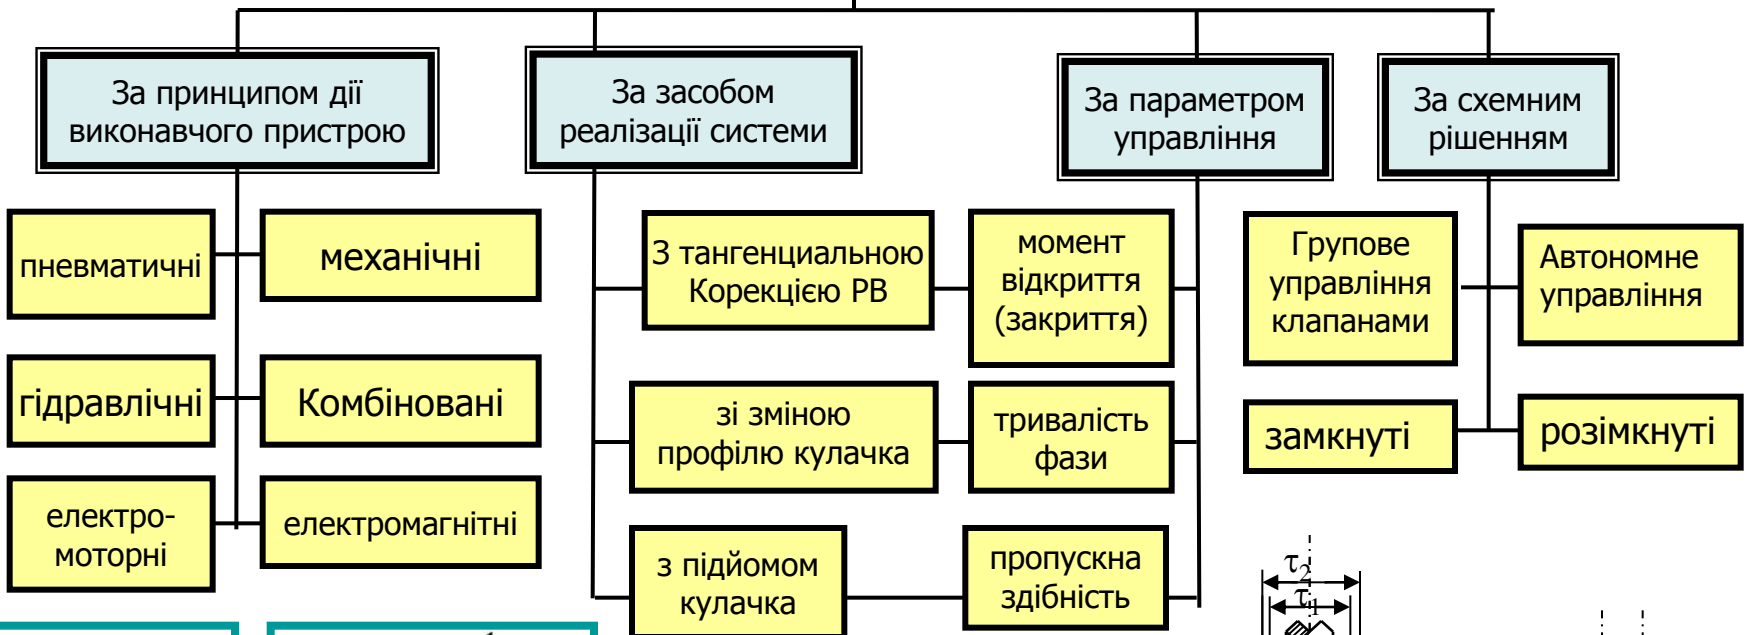 За принципом дії
виконавчого пристрою
За засобом
реалізації системи
За параметром
управління
За схемним
рішенням
пневматичні
механічні
гідравлічні
Комбіновані
електро-
моторні
електромагнітні
З тангенциальною
Корекцією РВ
момент
відкриття
(закриття)
зі зміною
профілю кулачка
тривалість
фази
з підйомом
кулачка
пропускна
здібність
Групове
управління
клапанами
Автономне
управління
замкнуті
розімкнуті
τ2
τ1